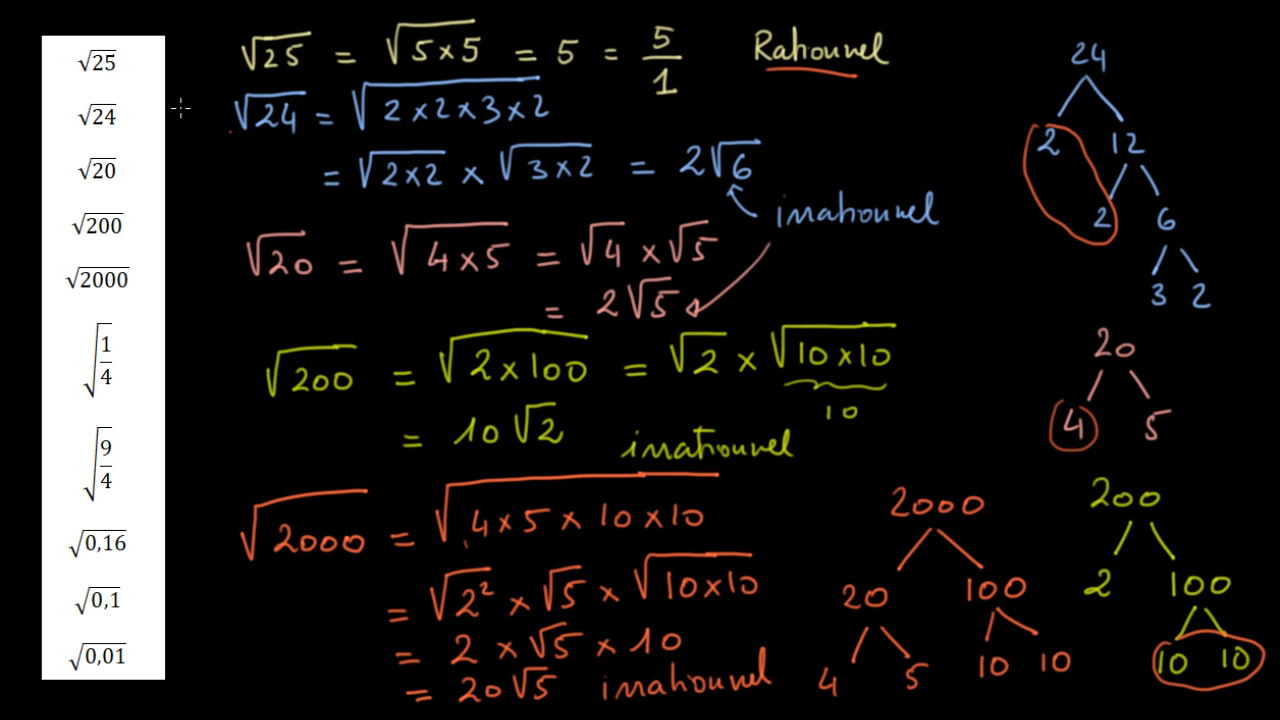 √25
√24
√20
√200
√2000
√(1/4)
√(9/4)
√0,16
√0,1
√0,01
√25 = √(5×5) = 5 = 5/1 Rationnel
√24 = √(2×2×3×2)
= √(2×2) × √(3×2) = 2√6
irrationnel
√20 = √(4×5) = √4 × √5
= 2√5
√200 = √(2×100) = √2 × √(10×10)
10
= 10√2 irrationnel
√2000 = √(4×5×10×10)
= √2² × √5 × √(10×10)
= 2 × √5 × 10
= 20√5 irrationnel
24
2 12
2 6
3 2
20
4 5
2000
20 100
4 5 10 10
200
2 100
10 10